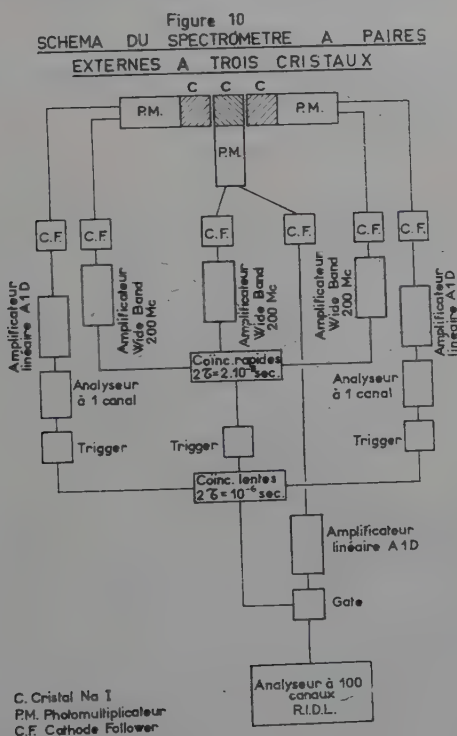 Figure 10
SCHEMA DU SPECTROMETRE A PAIRES
EXTERNES A TROIS CRISTAUX
C C C
P.M. P.M.
P.M.
C.F. C.F. C.F. C.F. C.F. C.F.
Amplificateur
linéaire A1D
Amplificateur
Wide Band
200 Mc
Amplificateur
Wide Band
200 Mc
Amplificateur
Wide Band
200 Mc
Amplificateur
linéaire A1D
Coïnc. rapides
2τ=2.10⁻⁸ sec.
Analyseur
à 1 canal
Analyseur
à 1 canal
Trigger
Trigger
Trigger
Coïnc. lentes
2τ=10⁻⁶ sec.
Amplificateur
linéaire A1D
Gate
Analyseur à 100
canaux
R.I.D.L.
C. Cristal Na I
P.M. Photomultiplicateur
C.F. Cathode Follower